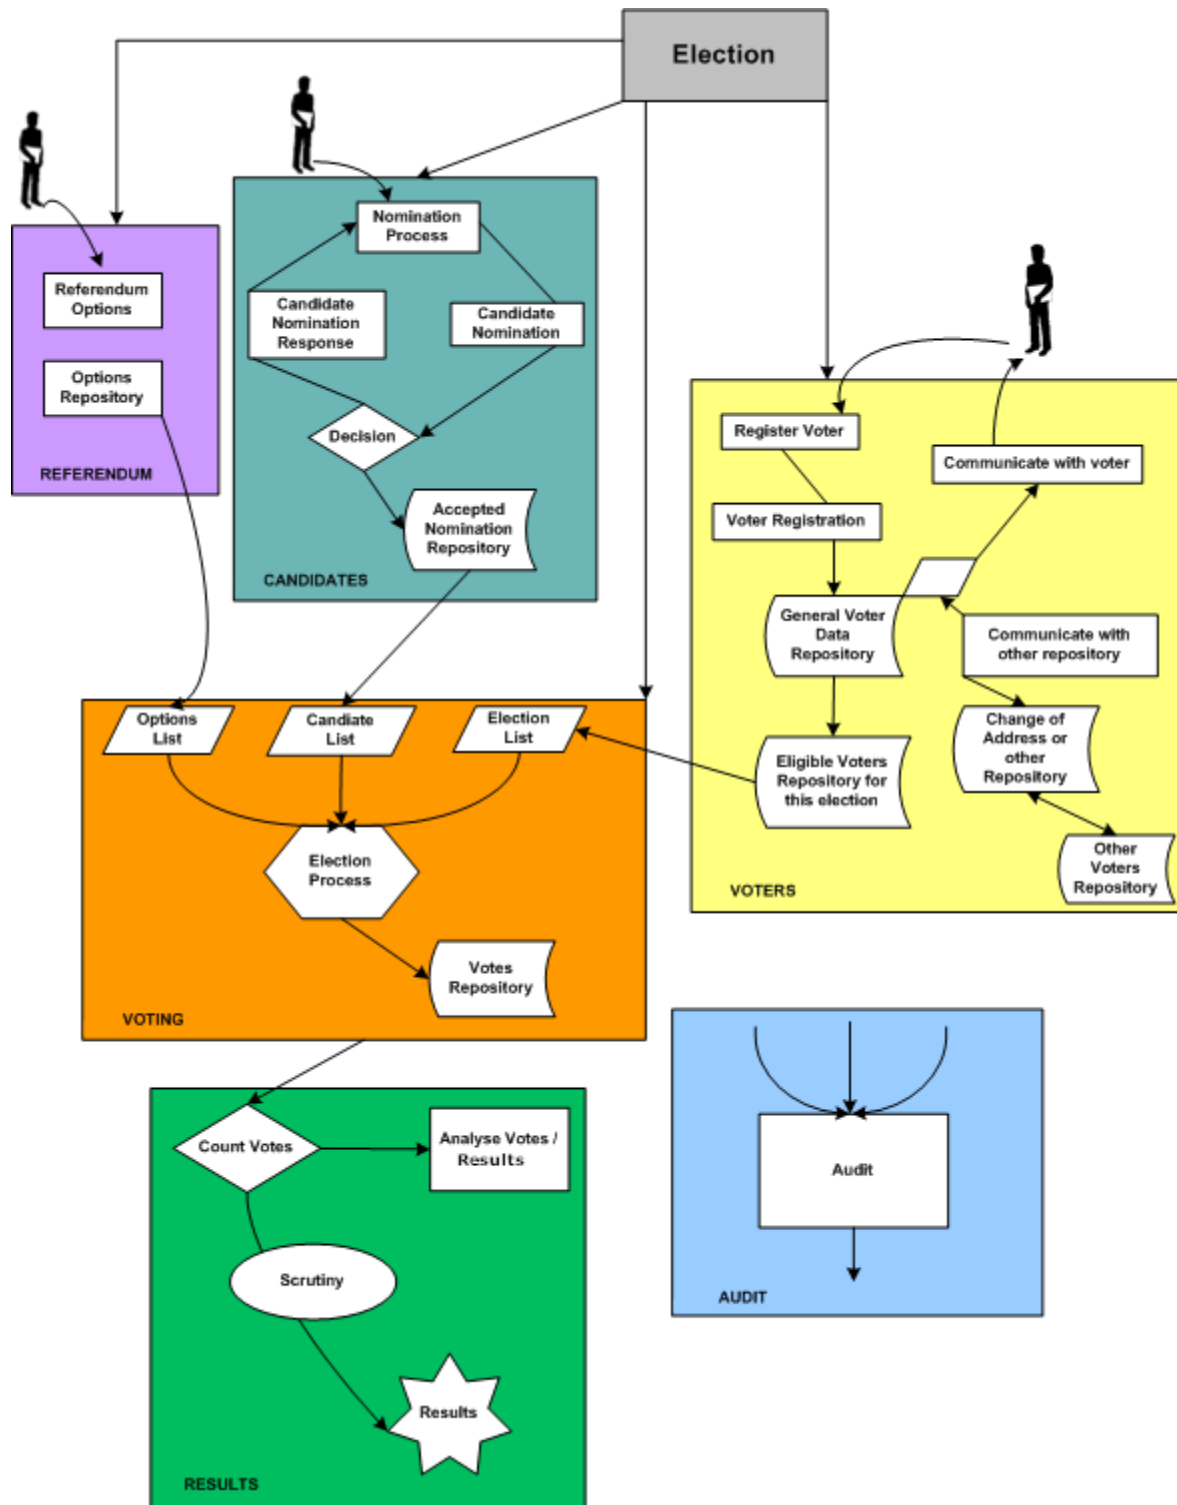 Election
Referendum
Options
Options
Repository
REFERENDUM
Nomination
Process
Candidate
Nomination
Response
Candidate
Nomination
Decision
Accepted
Nomination
Repository
CANDIDATES
Register Voter
Communicate with voter
Voter Registration
General Voter
Data
Repository
Communicate with
other repository
Change of
Address or
other
Repository
Eligible Voters
Repository for
this election
Other
Voters
Repository
VOTERS
Options
List
Candiate
List
Election
List
Election
Process
Votes
Repository
VOTING
Count Votes
Analyse Votes /
Results
Scrutiny
Results
RESULTS
Audit
AUDIT